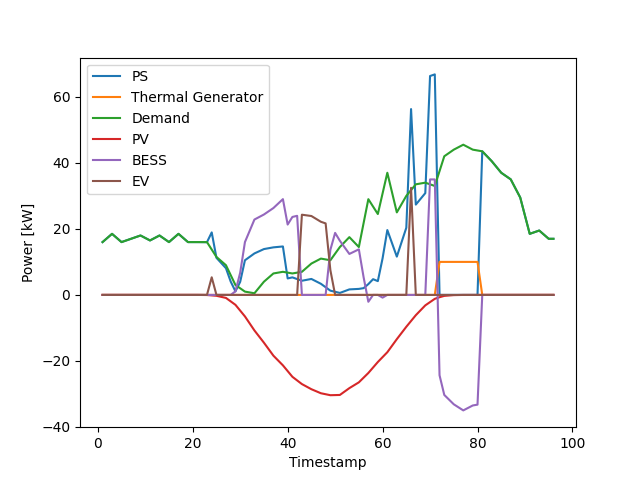 PS
Thermal Generator
Demand
PV
BESS
EV
Power [kW]
60
40
20
0
−20
−40
0 20 40 60 80 100
Timestamp